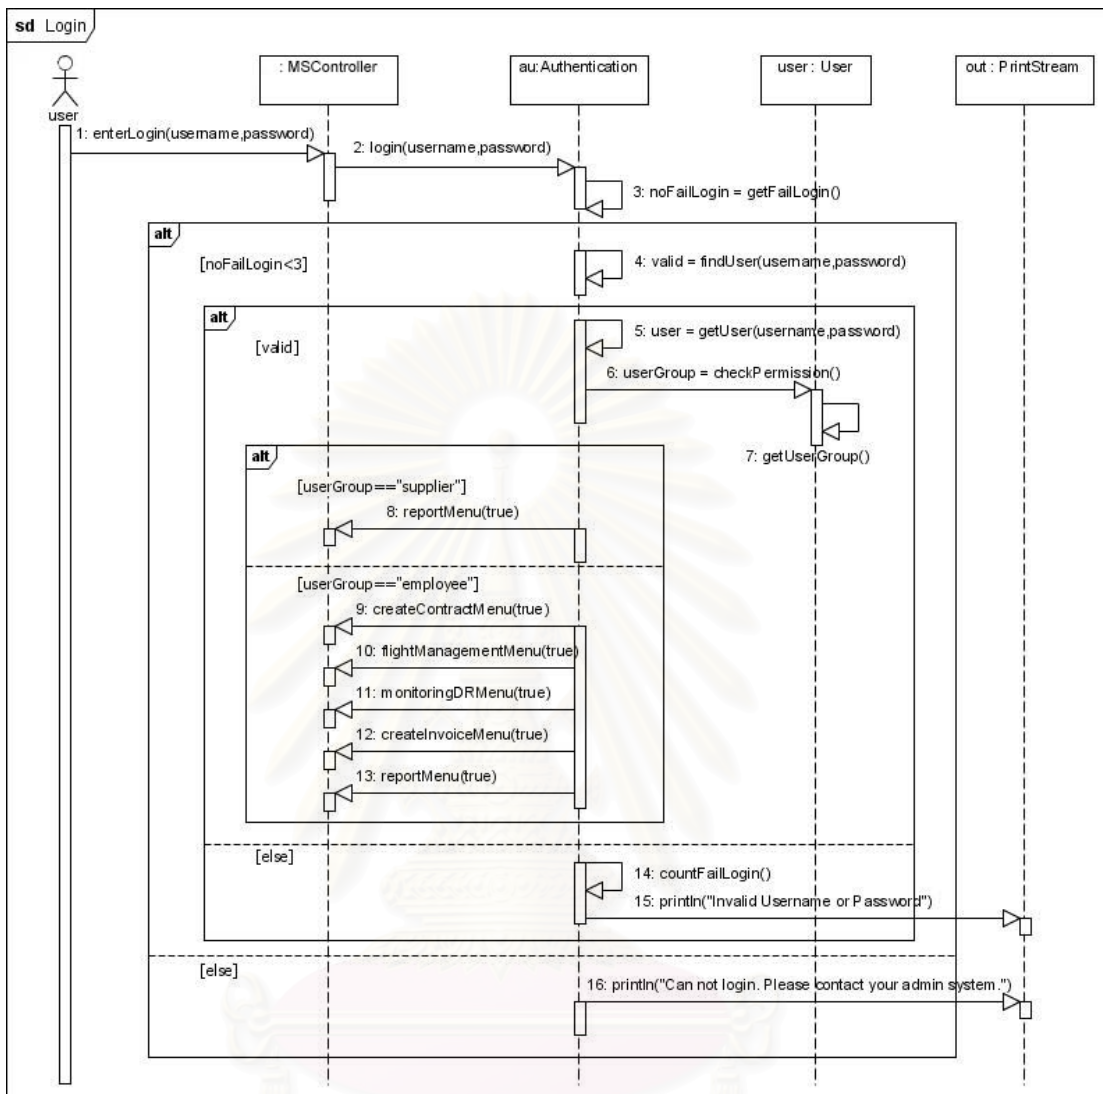 sd Login
: MSController
au:Authentication
user : User
out : PrintStream
user
1: enterLogin(username,password)
2: login(username,password)
3: noFailLogin = getFailLogin()
alt
[noFailLogin<3]
4: valid = findUser(username,password)
alt
[valid]
5: user = getUser(username,password)
6: userGroup = checkPermission()
7: getUserGroup()
alt
[userGroup=="supplier"]
8: reportMenu(true)
[userGroup=="employee"]
9: createContractMenu(true)
10: flightManagementMenu(true)
11: monitoringDRMenu(true)
12: createInvoiceMenu(true)
13: reportMenu(true)
[else]
14: countFailLogin()
15: println("Invalid Username or Password")
[else]
16: println("Can not login. Please contact your admin system.")